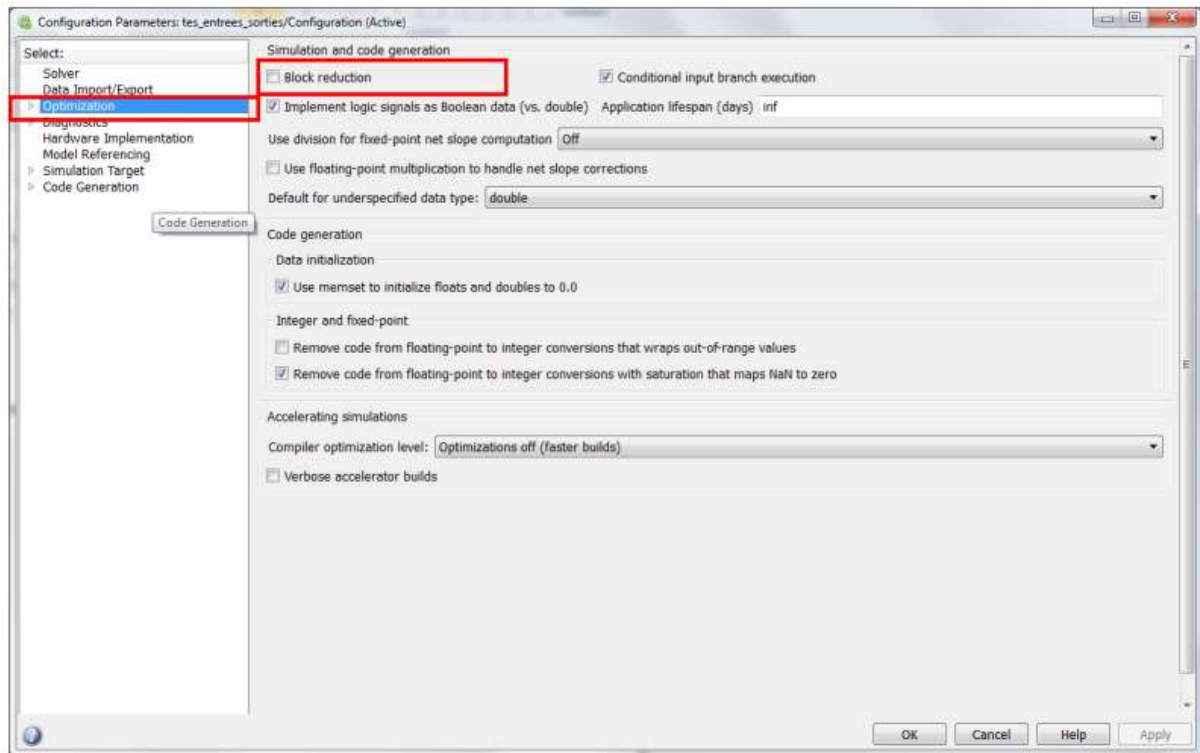 Configuration Parameters: tes_entrees_sorties/Configuration (Active)
Select:
Solver
Data Import/Export
Optimization
Diagnostics
Hardware Implementation
Model Referencing
Simulation Target
Code Generation
Code Generation
Simulation and code generation
Block reduction
Conditional input branch execution
Implement logic signals as Boolean data (vs. double) Application lifespan (days) inf
Use division for fixed-point net slope computation Off
Use floating-point multiplication to handle net slope corrections
Default for underspecified data type: double
Code generation
Data initialization
Use memset to initialize floats and doubles to 0.0
Integer and fixed-point
Remove code from floating-point to integer conversions that wraps out-of-range values
Remove code from floating-point to integer conversions with saturation that maps NaN to zero
Accelerating simulations
Compiler optimization level: Optimizations off (faster builds)
Verbose accelerator builds
OK Cancel Help Apply